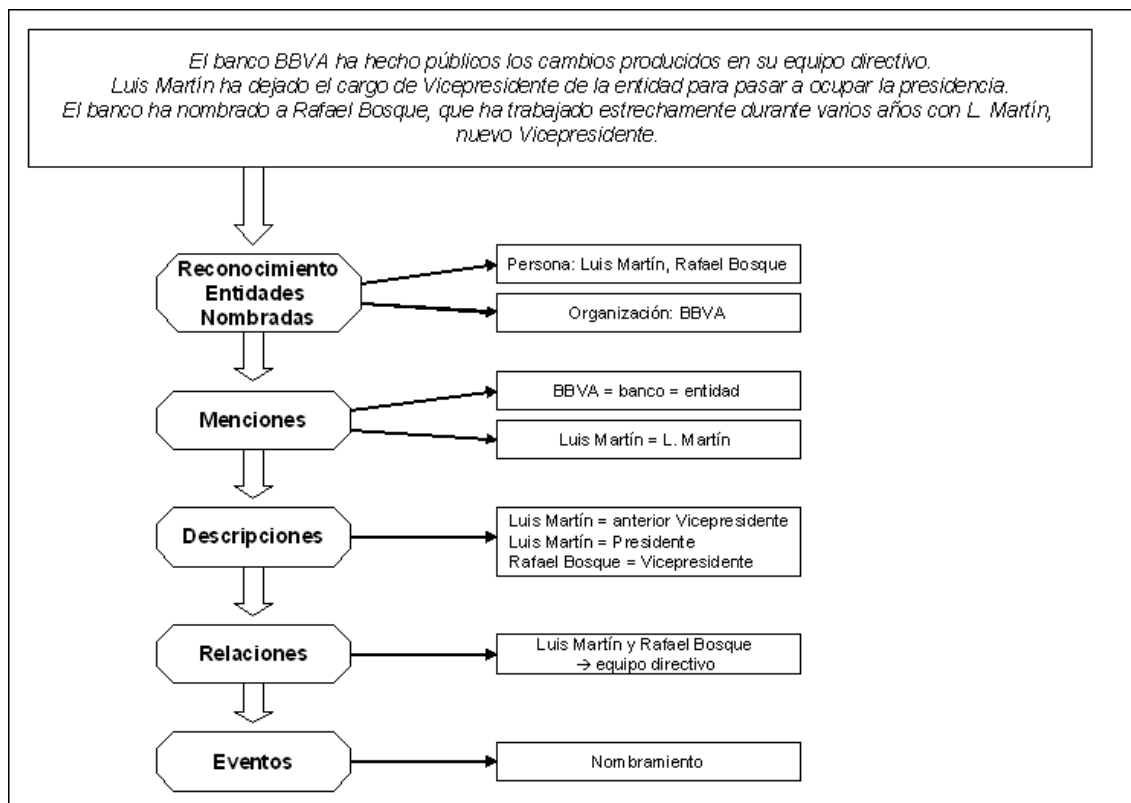 El banco BBVA ha hecho públicos los cambios producidos en su equipo directivo.
Luis Martín ha dejado el cargo de Vicepresidente de la entidad para pasar a ocupar la presidencia.
El banco ha nombrado a Rafael Bosque, que ha trabajado estrechamente durante varios años con L. Martín,
nuevo Vicepresidente.
Reconocimiento
Entidades
Nombradas
Persona: Luis Martín, Rafael Bosque
Organización: BBVA
Menciones
BBVA = banco = entidad
Luis Martín = L. Martín
Descripciones
Luis Martín = anterior Vicepresidente
Luis Martín = Presidente
Rafael Bosque = Vicepresidente
Relaciones
Luis Martín y Rafael Bosque
→ equipo directivo
Eventos
Nombramiento